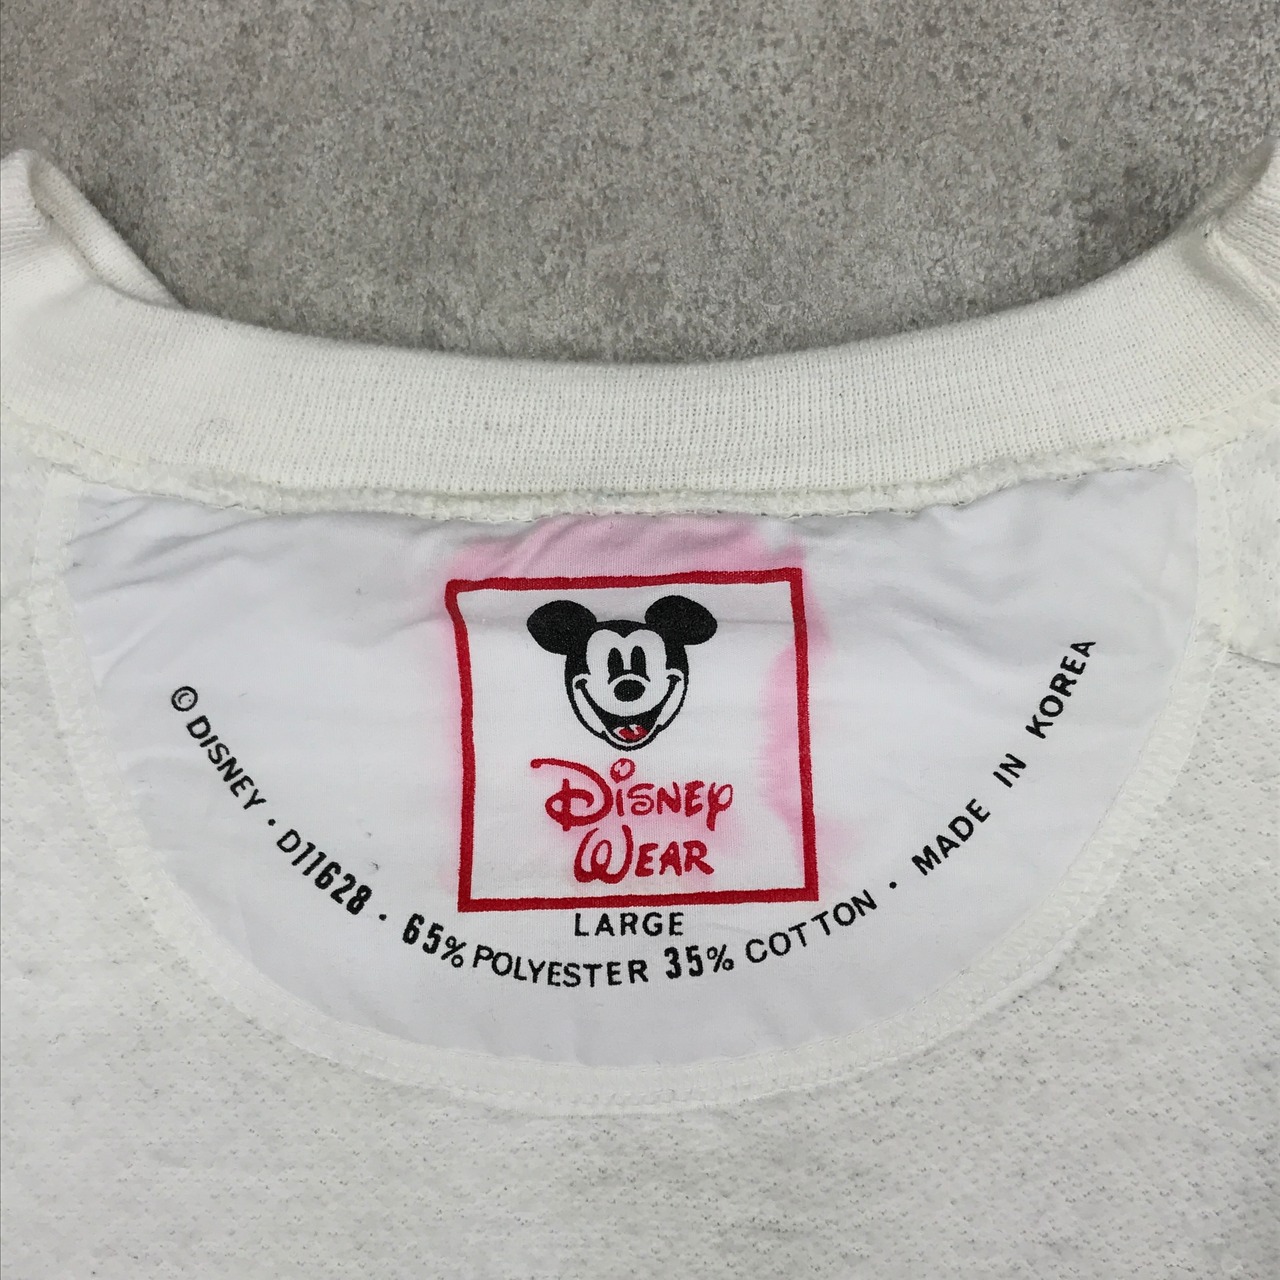 DISNEY
WEAR
LARGE
© DISNEY · D11628 · 65% POLYESTER 35% COTTON · MADE IN KOREA